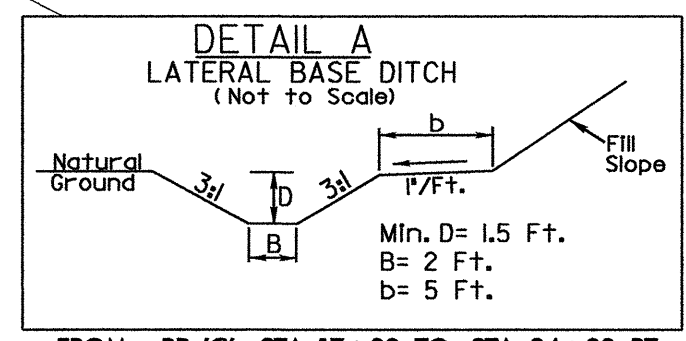 DETAIL A
LATERAL BASE DITCH
(Not to Scale)
b
Natural
Ground
3:1
D
3:1
1"/Ft.
Fill
Slope
B
Min. D= 1.5 Ft.
B= 2 Ft.
b= 5 Ft.